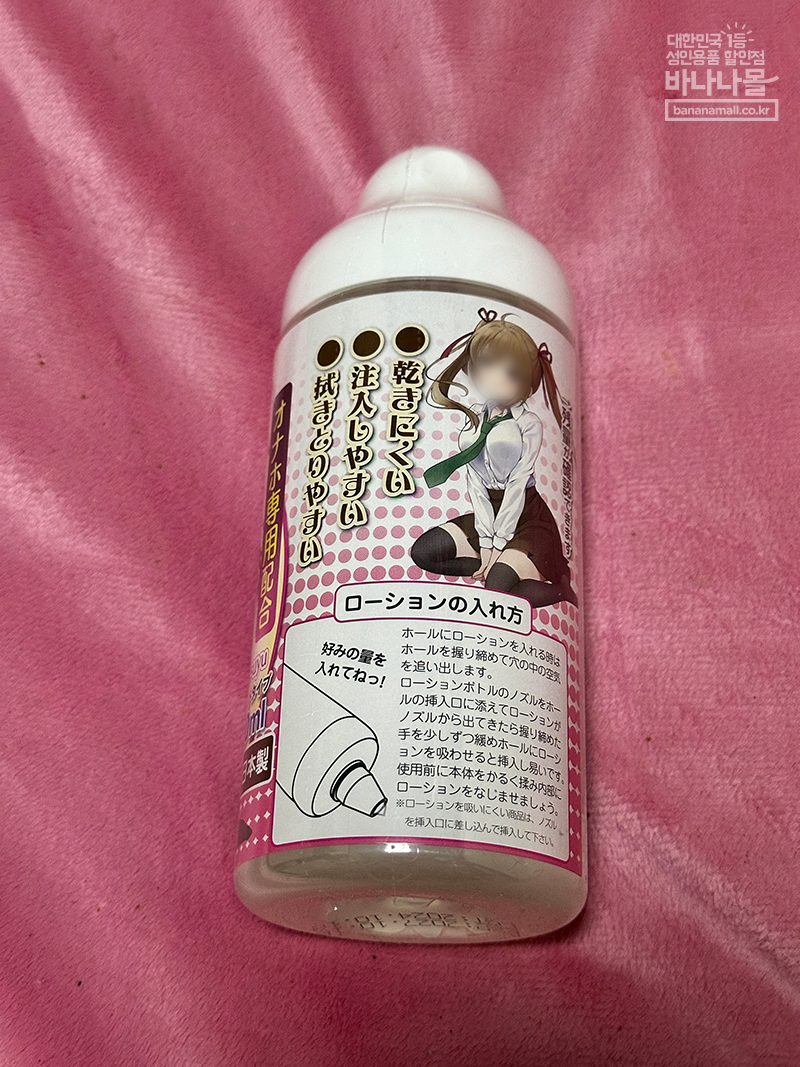 대한민국 1등
성인용품 할인점
바나나몰
bananamall.co.kr
●乾きにくい
●注入しやすい
●拭きとりやすい
オナホ専用配合
日本製
ローションの入れ方
好みの量を
入れてねっ!
ホールにローションを入れる時は
ホールを握り締めて穴の中の空気
を追い出します。
ローションボトルのノズルをホー
ルの挿入口に添えてローションが
ノズルから出てきたら握り締めた
手を少しずつ緩めホールにローシ
ョンを吸わせると挿入し易いです。
使用前に本体をかるく揉み内部に
ローションをなじませましょう。
※ローションを吸いにくい商品は、ノズル
を挿入口に差し込んで挿入して下さい。